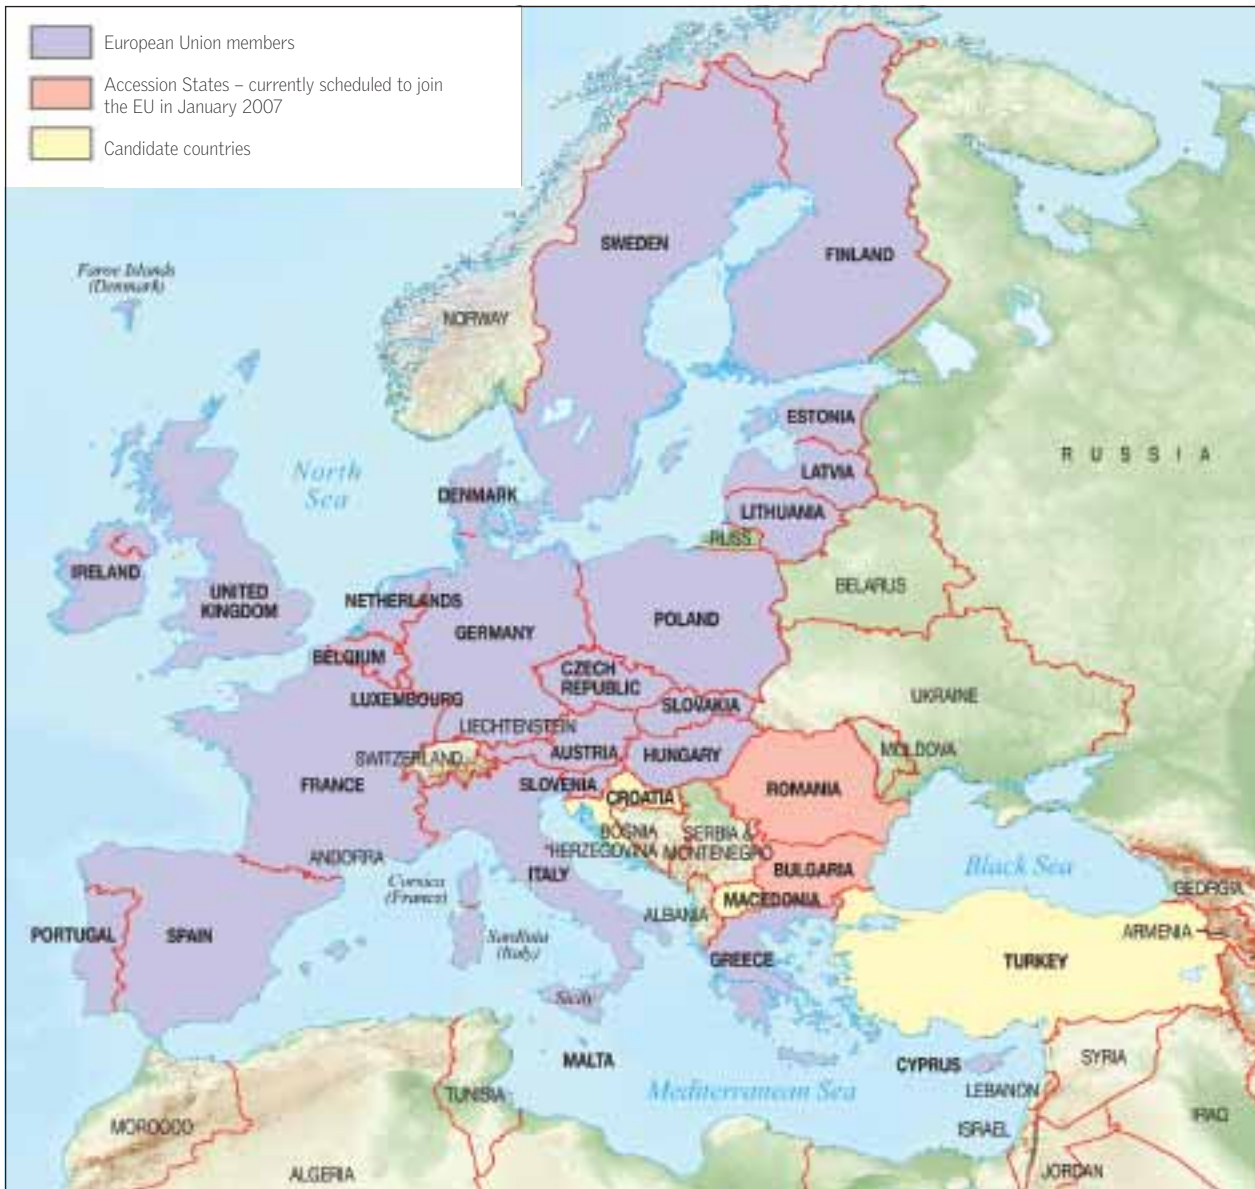 European Union members
Accession States – currently scheduled to join
the EU in January 2007
Candidate countries
Faroe Islands
(Denmark)
SWEDEN
FINLAND
NORWAY
ESTONIA
North
Sea
RUSSIA
LATVIA
DENMARK
LITHUANIA
RUSS
IRELAND
BELARUS
UNITED
KINGDOM
NETHERLANDS
POLAND
GERMANY
BELGIUM
CZECH
REPUBLIC
LUXEMBOURG
SLOVAKIA
UKRAINE
LIECHTENSTEIN
SWITZERLAND
AUSTRIA
HUNGARY
MOLDOVA
FRANCE
SLOVENIA
CROATIA
ROMANIA
BOSNIA
HERZEGOVINA
SERBIA &
MONTENEGRO
ANDORRA
ITALY
BULGARIA
Black Sea
Corsica
(France)
GEORGIA
MACEDONIA
ALBANIA
PORTUGAL
SPAIN
Sardinia
(Italy)
ARMENIA
GREECE
TURKEY
Sicily
MALTA
CYPRUS
SYRIA
Mediterranean Sea
LEBANON
TUNISIA
MOROCCO
IRAQ
ISRAEL
ALGERIA
JORDAN